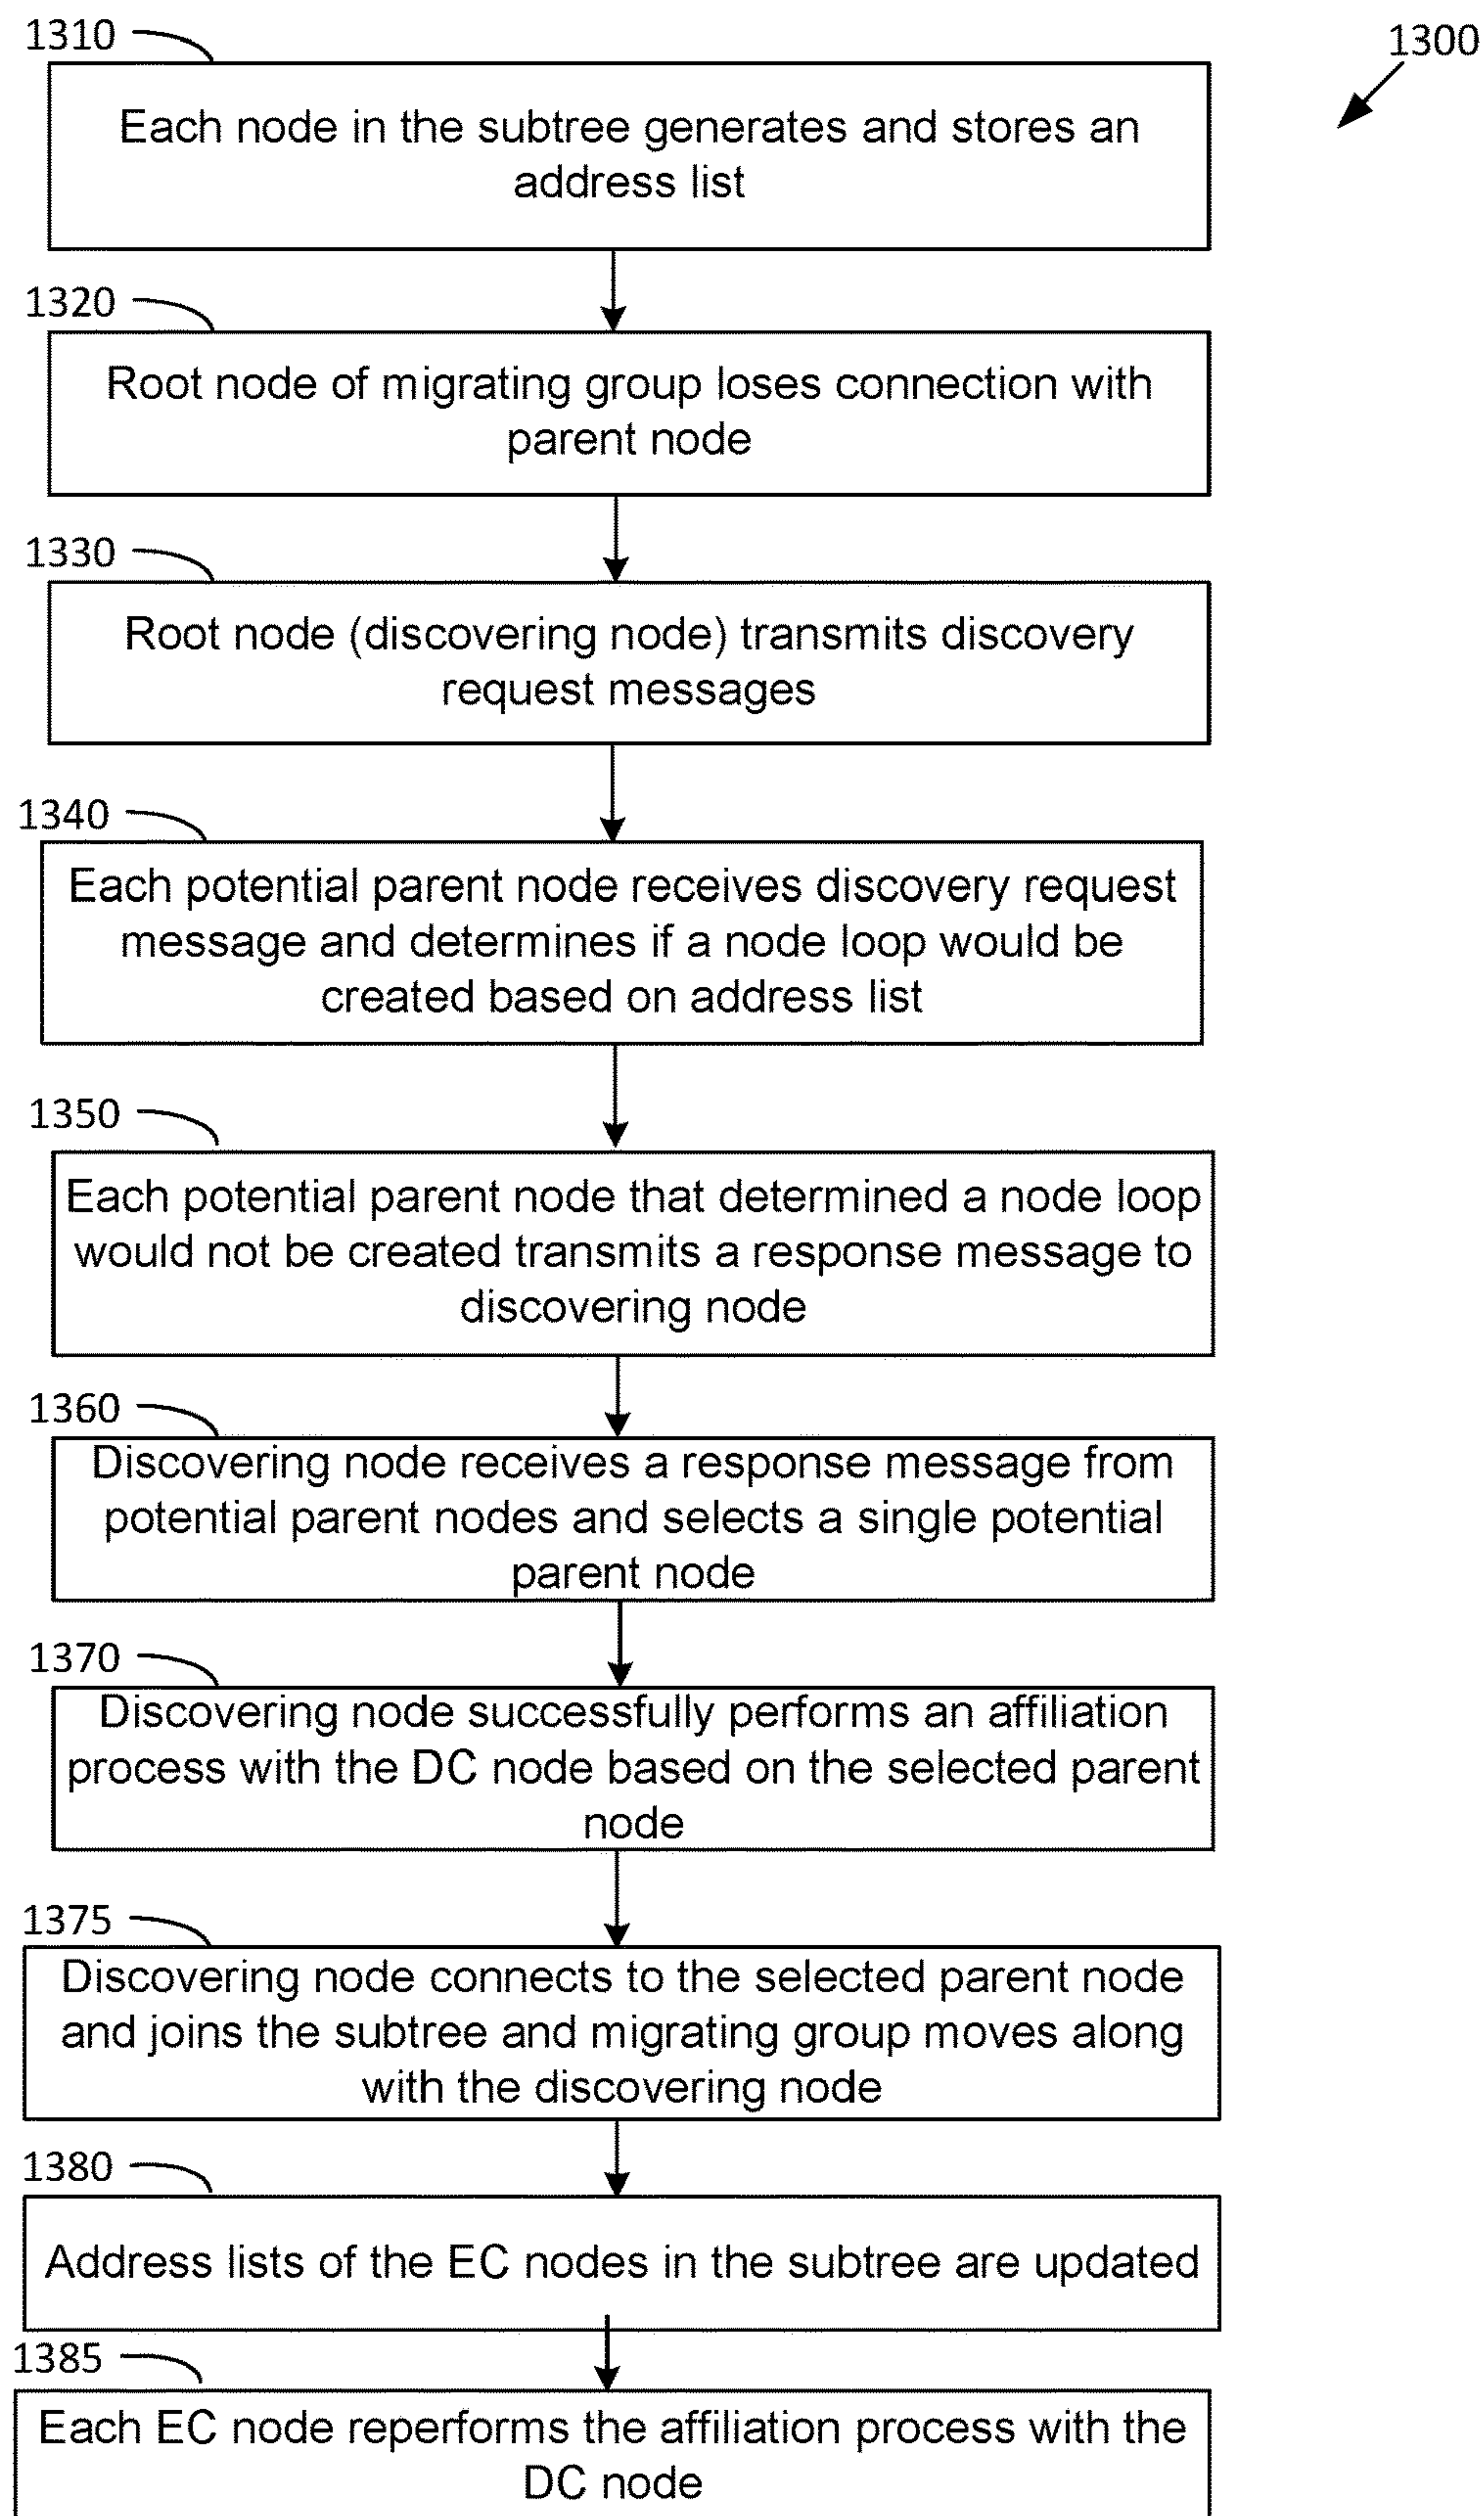 1310
1300
Each node in the subtree generates and stores an
address list
1320
Root node of migrating group loses connection with
parent node
1330
Root node (discovering node) transmits discovery
request messages
1340
Each potential parent node receives discovery request
message and determines if a node loop would be
created based on address list
1350
Each potential parent node that determined a node loop
would not be created transmits a response message to
discovering node
1360
Discovering node receives a response message from
potential parent nodes and selects a single potential
parent node
1370
Discovering node successfully performs an affiliation
process with the DC node based on the selected parent
node
1375
Discovering node connects to the selected parent node
and joins the subtree and migrating group moves along
with the discovering node
1380
Address lists of the EC nodes in the subtree are updated
1385
Each EC node reperforms the affiliation process with the
DC node